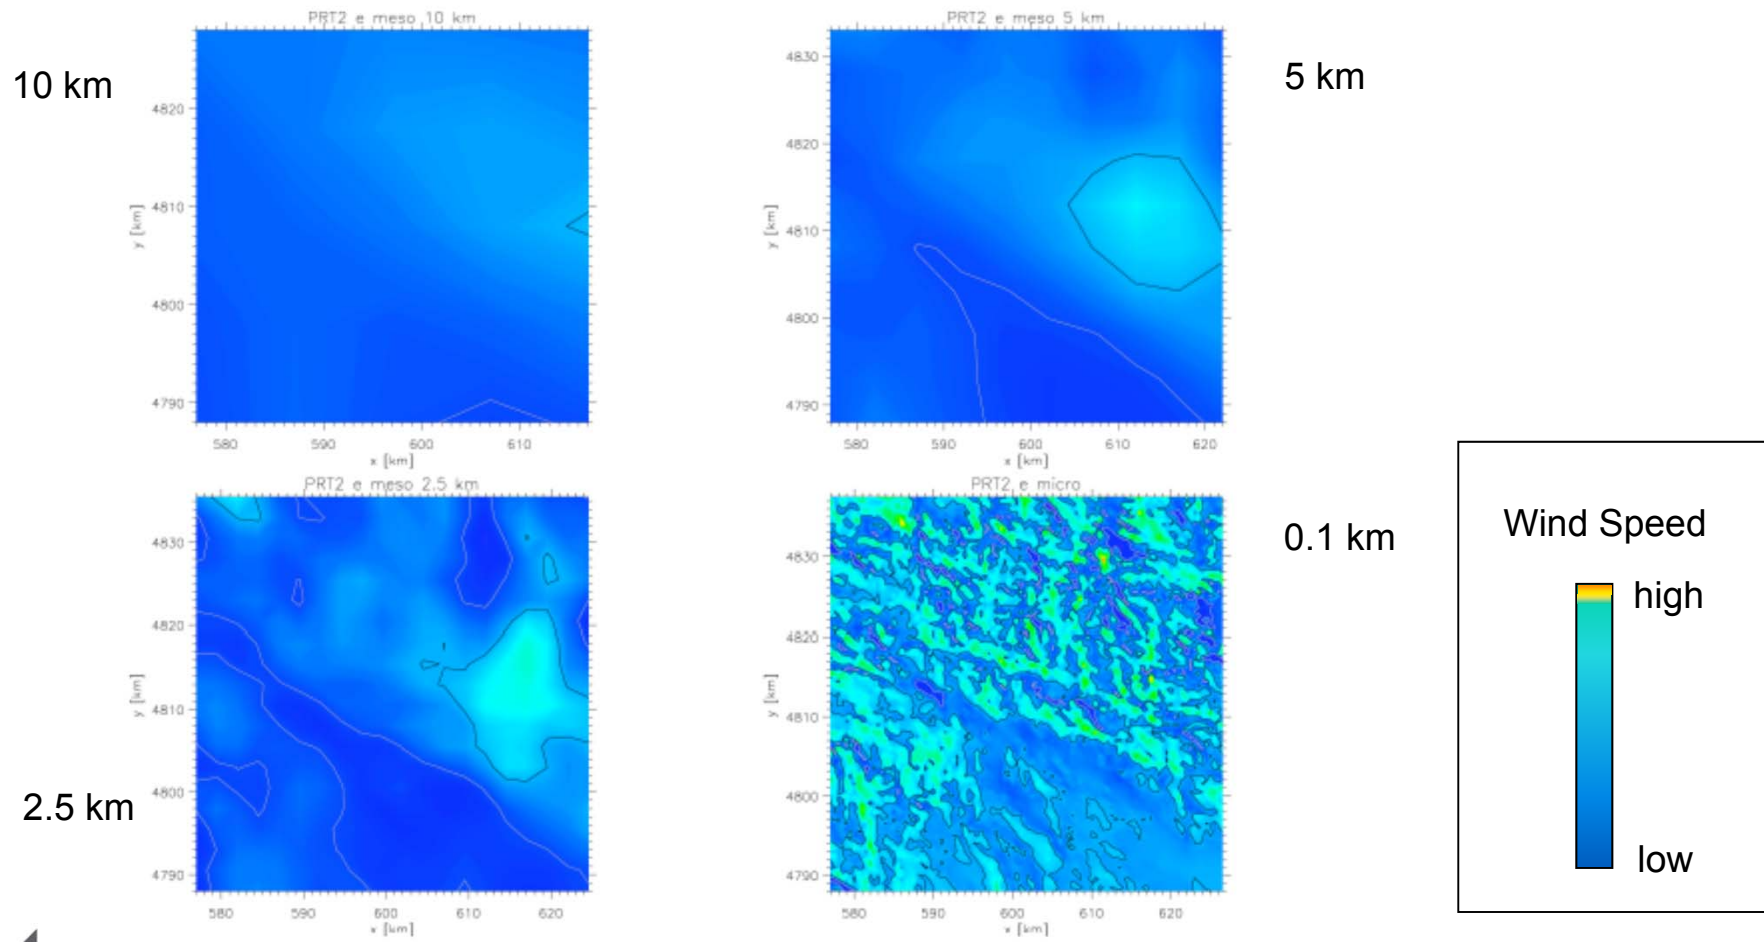 PRT2 e meso 10 km
10 km
4820
4810
4800
4790
y [km]
580 590 600 610
x [km]
PRT2 e meso 5 km
5 km
4830
4820
4810
4800
4790
y [km]
580 590 600 610 620
x [km]
PRT2 e meso 2.5 km
2.5 km
4830
4820
4810
4800
4790
y [km]
580 590 600 610 620
x [km]
PRT2 e micro
0.1 km
4830
4820
4810
4800
4790
y [km]
580 590 600 610 620
x [km]
Wind Speed
high
low